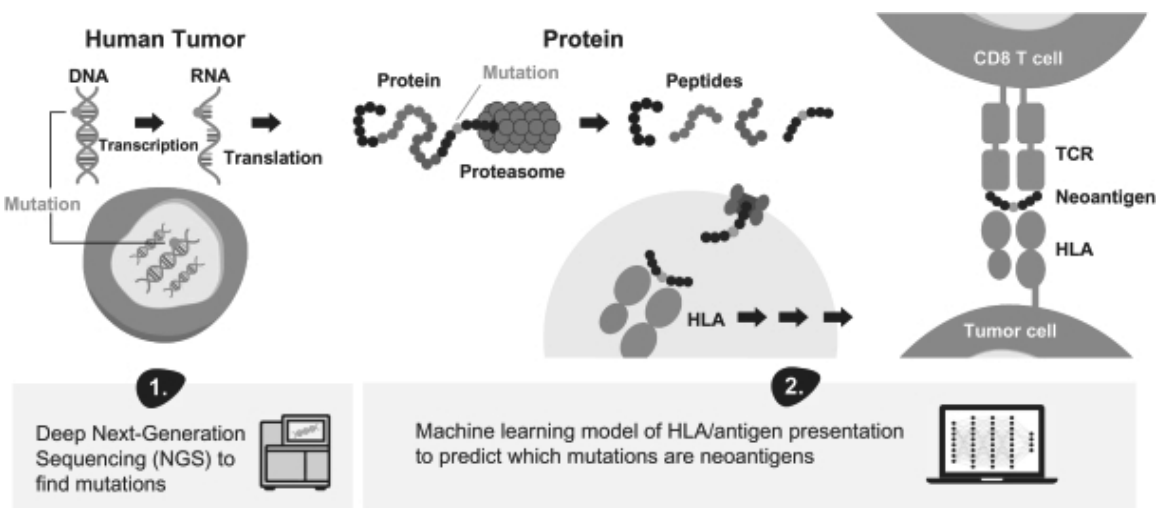 Human Tumor
DNA
RNA
Transcription
Translation
Mutation
Protein
Protein
Mutation
Proteasome
Peptides
HLA
CD8 T cell
TCR
Neoantigen
HLA
Tumor cell
1.
Deep Next-Generation
Sequencing (NGS) to
find mutations
2.
Machine learning model of HLA/antigen presentation
to predict which mutations are neoantigens